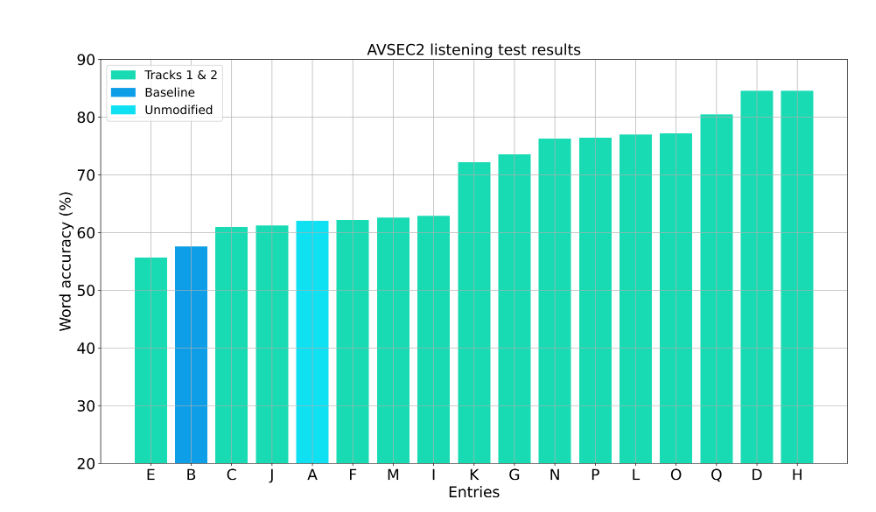 AVSEC2 listening test results
Tracks 1 & 2
Baseline
Unmodified
Word accuracy (%)
90
80
70
60
50
40
30
20
E B C J A F M I K G N P L O Q D H
Entries